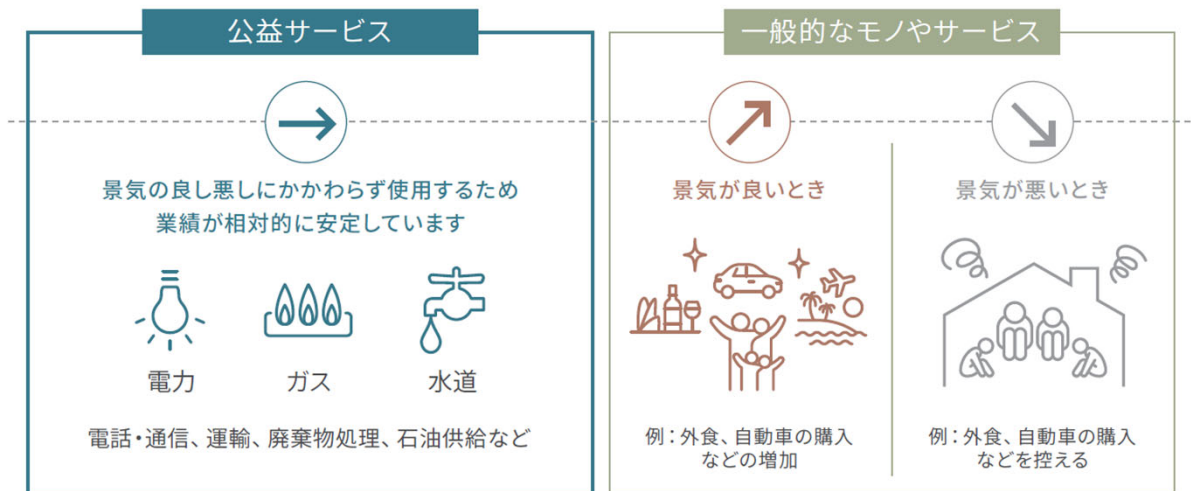 公益サービス
景気の良し悪しにかかわらず使用するため
業績が相対的に安定しています
電力
ガス
水道
電話・通信、運輸、廃棄物処理、石油供給など
一般的なモノやサービス
景気が良いとき
例：外食、自動車の購入
などの増加
景気が悪いとき
例：外食、自動車の購入
などを控える